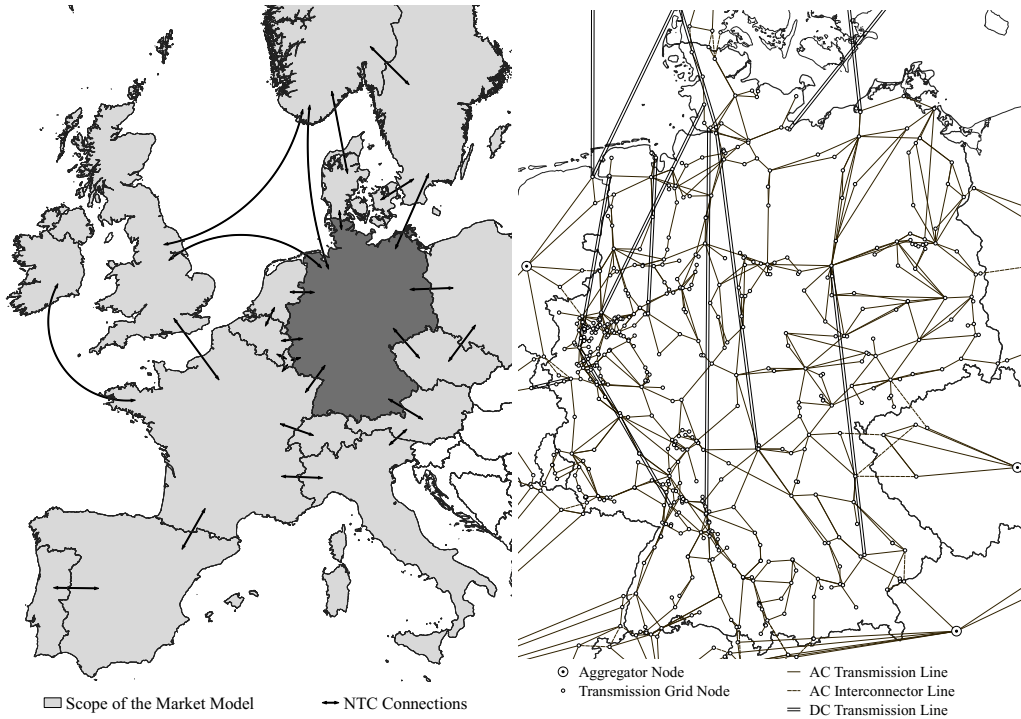 Scope of the Market Model
NTC Connections
Aggregator Node
Transmission Grid Node
AC Transmission Line
AC Interconnector Line
DC Transmission Line